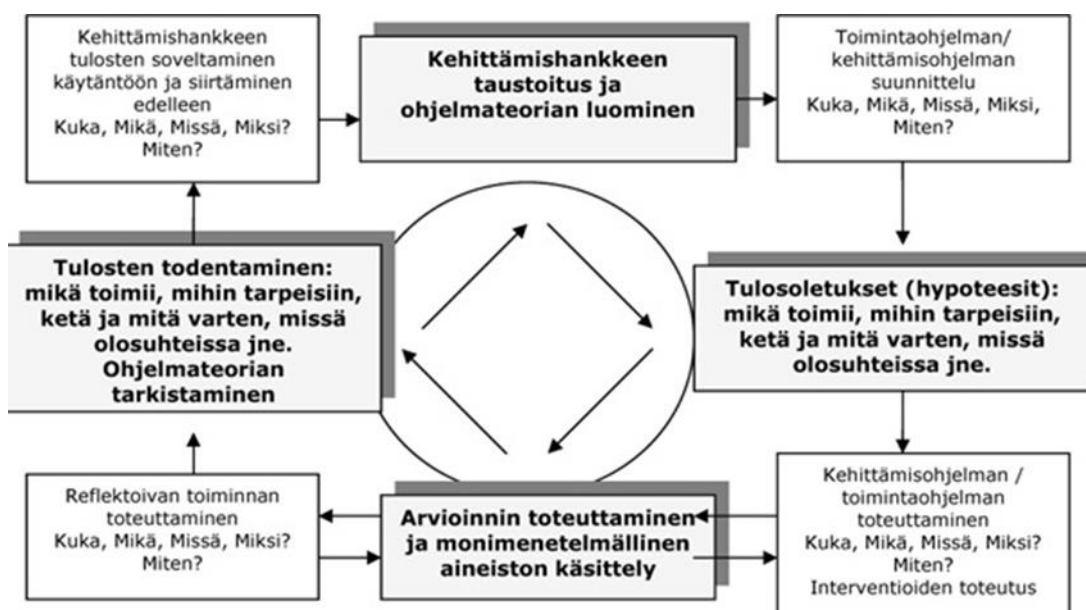 Kehittämishankkeen
tulosten soveltaminen
käytäntöön ja siirtäminen
edelleen
Kuka, Mikä, Missä, Miksi?
Miten?
Kehittämishankkeen
taustoitus ja
ohjelmateorian luominen
Toimintaohjelman/
kehittämisohjelman
suunnittelu
Kuka, Mikä, Missä, Miksi,
Miten?
Tulosten todentaminen:
mikä toimii, mihin tarpeisiin,
ketä ja mitä varten, missä
olosuhteissa jne.
Ohjelmateorian
tarkistaminen
Tulosoletukset (hypoteesit):
mikä toimii, mihin tarpeisiin,
ketä ja mitä varten, missä
olosuhteissa jne.
Reflektoivan toiminnan
toteuttaminen
Kuka, Mikä, Missä, Miksi?
Miten?
Arvioinnin toteuttaminen
ja monimenetelmällinen
aineiston käsittely
Kehittämisohjelman /
toimintaohjelman
toteuttaminen
Kuka, Mikä, Missä, Miksi?
Miten?
Interventioiden toteutus